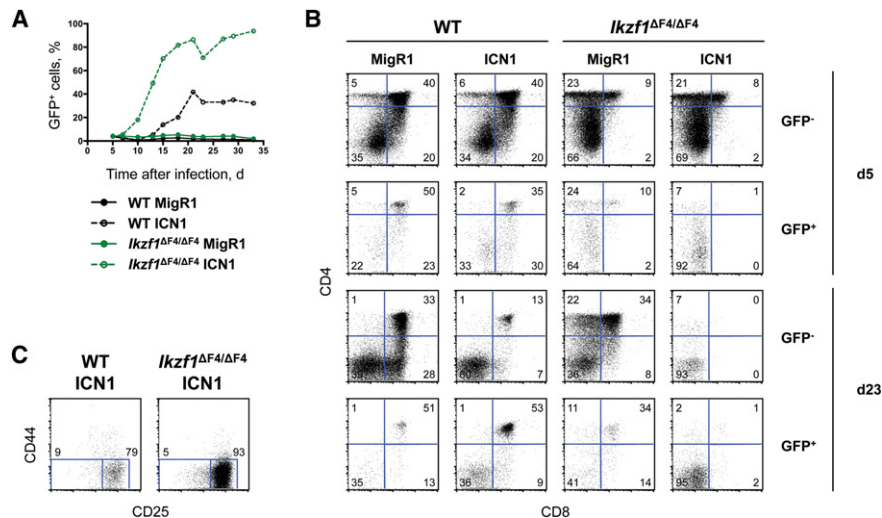 A
GFP+ cells, %
100
80
60
40
20
0
0 5 10 15 20 25 30 35
Time after infection, d
WT MigR1
WT ICN1
Ikzf1ΔF4/ΔF4 MigR1
Ikzf1ΔF4/ΔF4 ICN1
B
WT Ikzf1ΔF4/ΔF4
MigR1 ICN1 MigR1 ICN1
5 40 6 40 23 9 21 8
35 20 34 20 66 2 69 2
GFP-
5 50 2 35 24 10 7 1
22 23 33 30 64 2 92 0
GFP+
d5
CD4
1 33 1 13 22 34 7 0
28 60 7 36 8 93 0
GFP-
1 51 1 53 11 34 2 1
35 13 36 9 41 14 95 2
GFP+
d23
CD8
C
WT
ICN1
Ikzf1ΔF4/ΔF4
ICN1
CD44
9 79 5 93
CD25